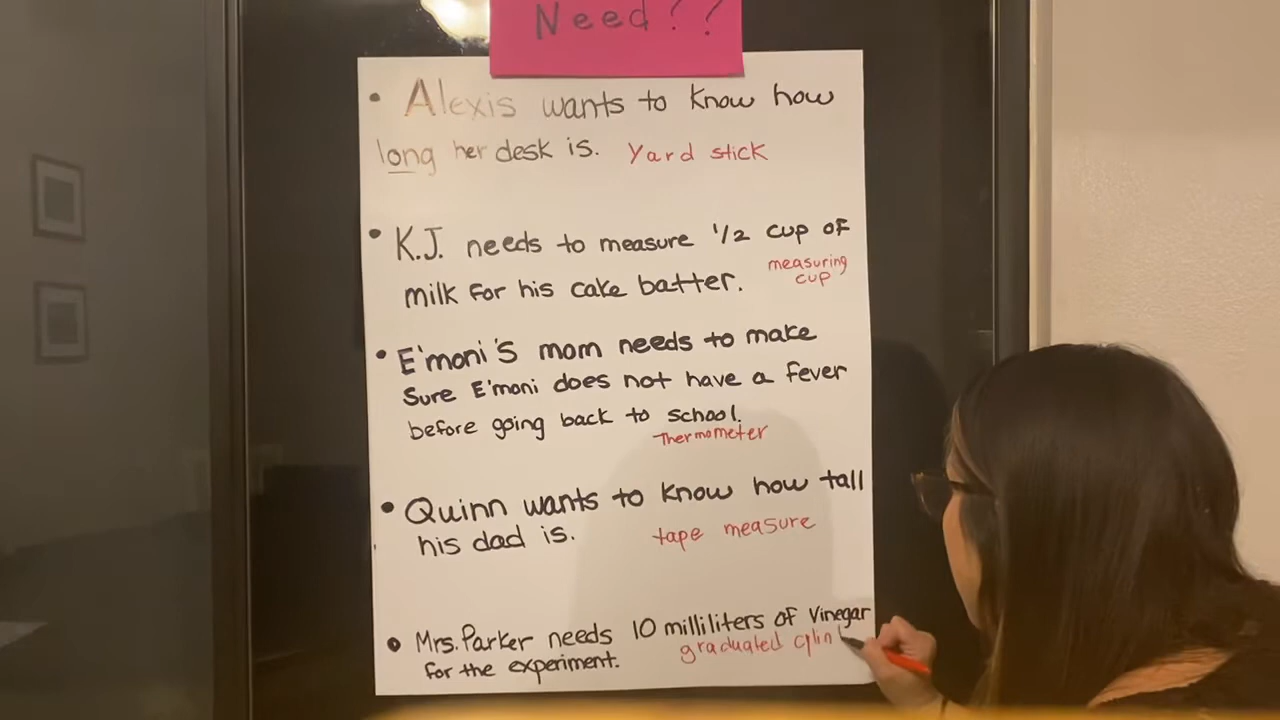 Need??
• Alexis wants to know how
long her desk is. Yard stick
• K.J. needs to measure 1/2 cup of
milk for his cake batter. measuring
cup
• E'moni's mom needs to make
Sure E'moni does not have a fever
before going back to school.
Thermometer
• Quinn wants to know how tall
his dad is. tape measure
• Mrs. Parker needs 10 milliliters of Vinegar
for the experiment. graduated cylin